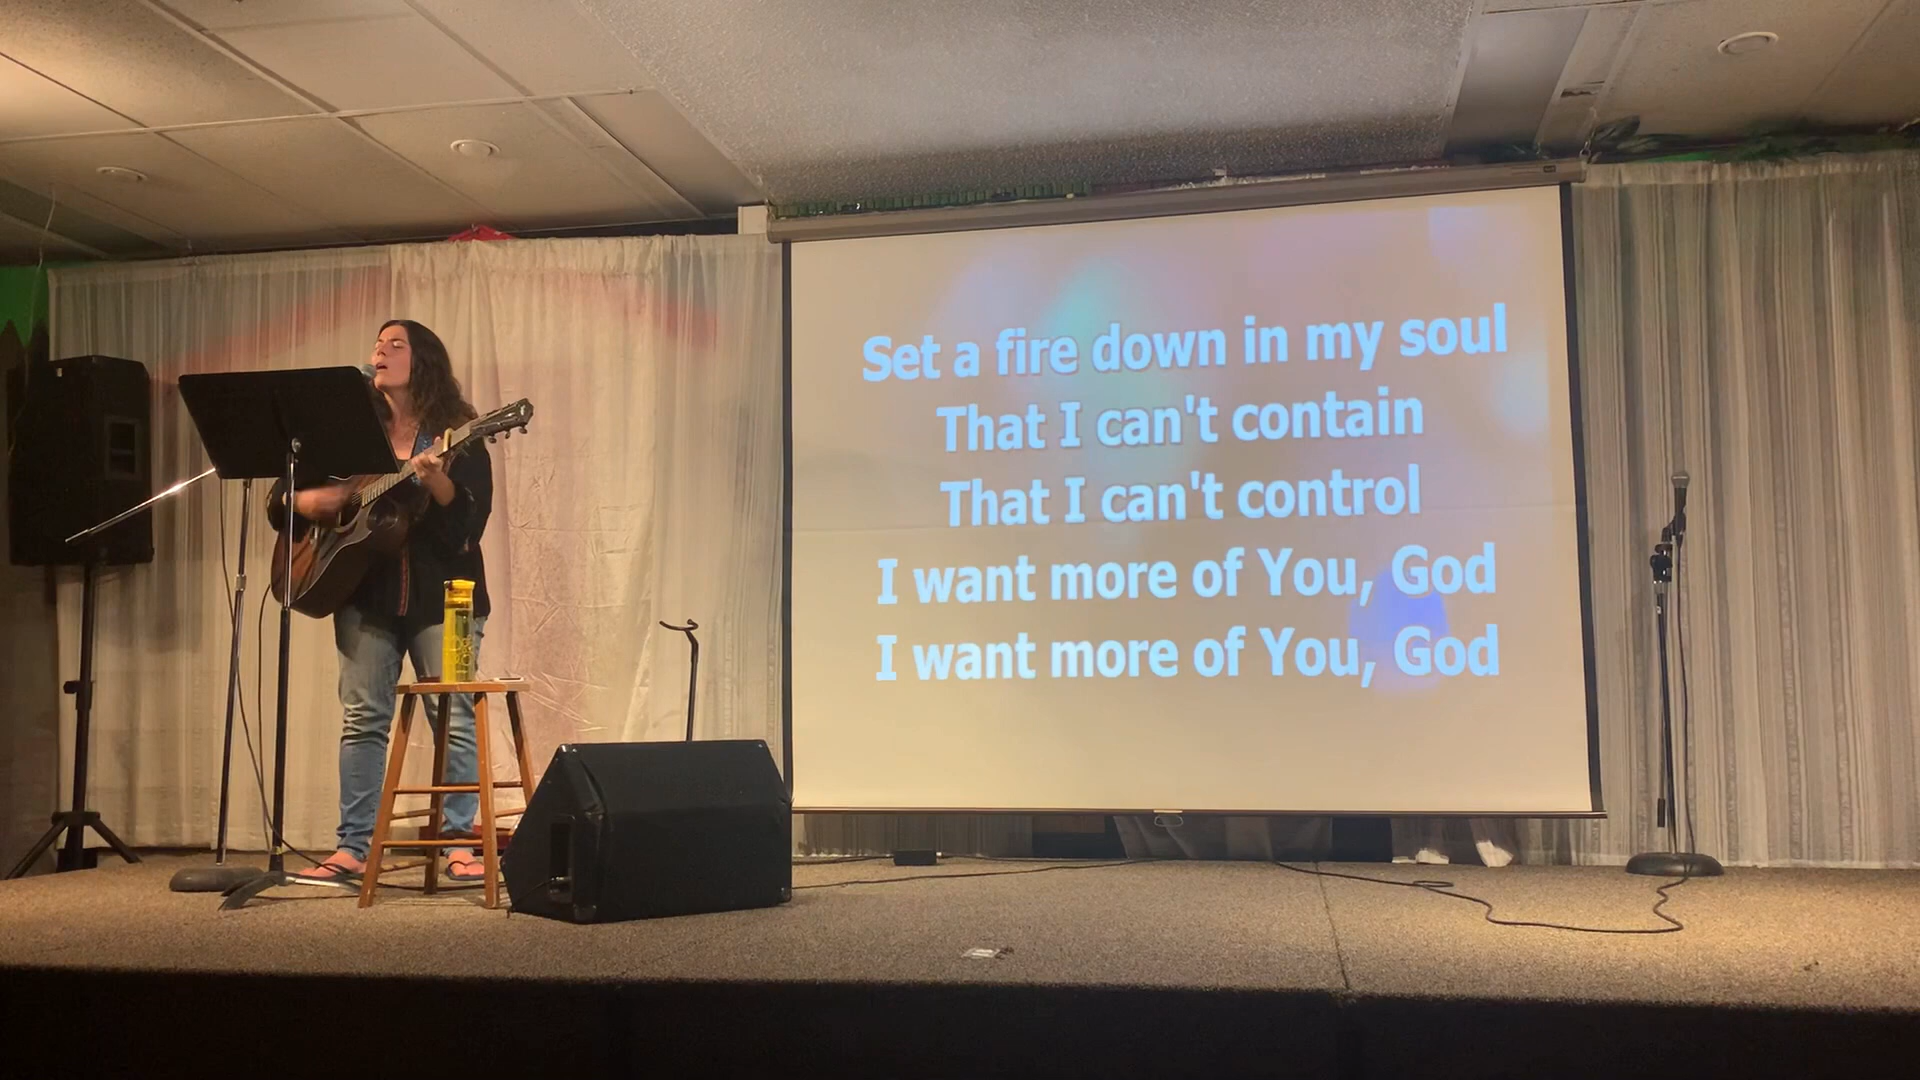 Set a fire down in my soul
That I can't contain
That I can't control
I want more of You, God
I want more of You, God